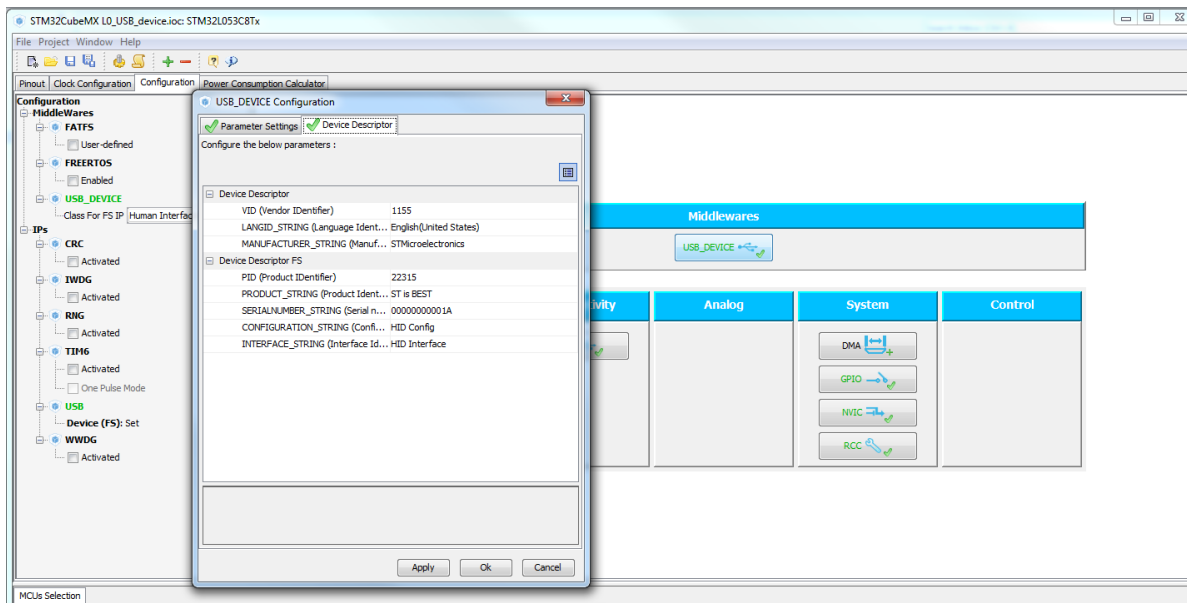 STM32CubeMX L0_USB_device.ioc: STM32L053C8Tx
File Project Window Help
Pinout Clock Configuration Configuration Power Consumption Calculator
Configuration
MiddleWares
FATFS
User-defined
FREERTOS
Enabled
USB_DEVICE
Class For FS IP Human Interfac
IPs
CRC
Activated
IWDG
Activated
RNG
Activated
TIM6
Activated
One Pulse Mode
USB
Device (FS): Set
WWDG
Activated
USB_DEVICE Configuration
Parameter Settings Device Descriptor
Configure the below parameters :
Device Descriptor
VID (Vendor IDentifier) 1155
LANGID_STRING (Language Ident... English(United States)
MANUFACTURER_STRING (Manuf... STMicroelectronics
Device Descriptor FS
PID (Product IDentifier) 22315
PRODUCT_STRING (Product Ident... ST is BEST
SERIALNUMBER_STRING (Serial n... 00000000001A
CONFIGURATION_STRING (Confi... HID Config
INTERFACE_STRING (Interface Id... HID Interface
Apply Ok Cancel
Middlewares
USB_DEVICE
ivity Analog System Control
DMA
GPIO
NVIC
RCC
MCUs Selection